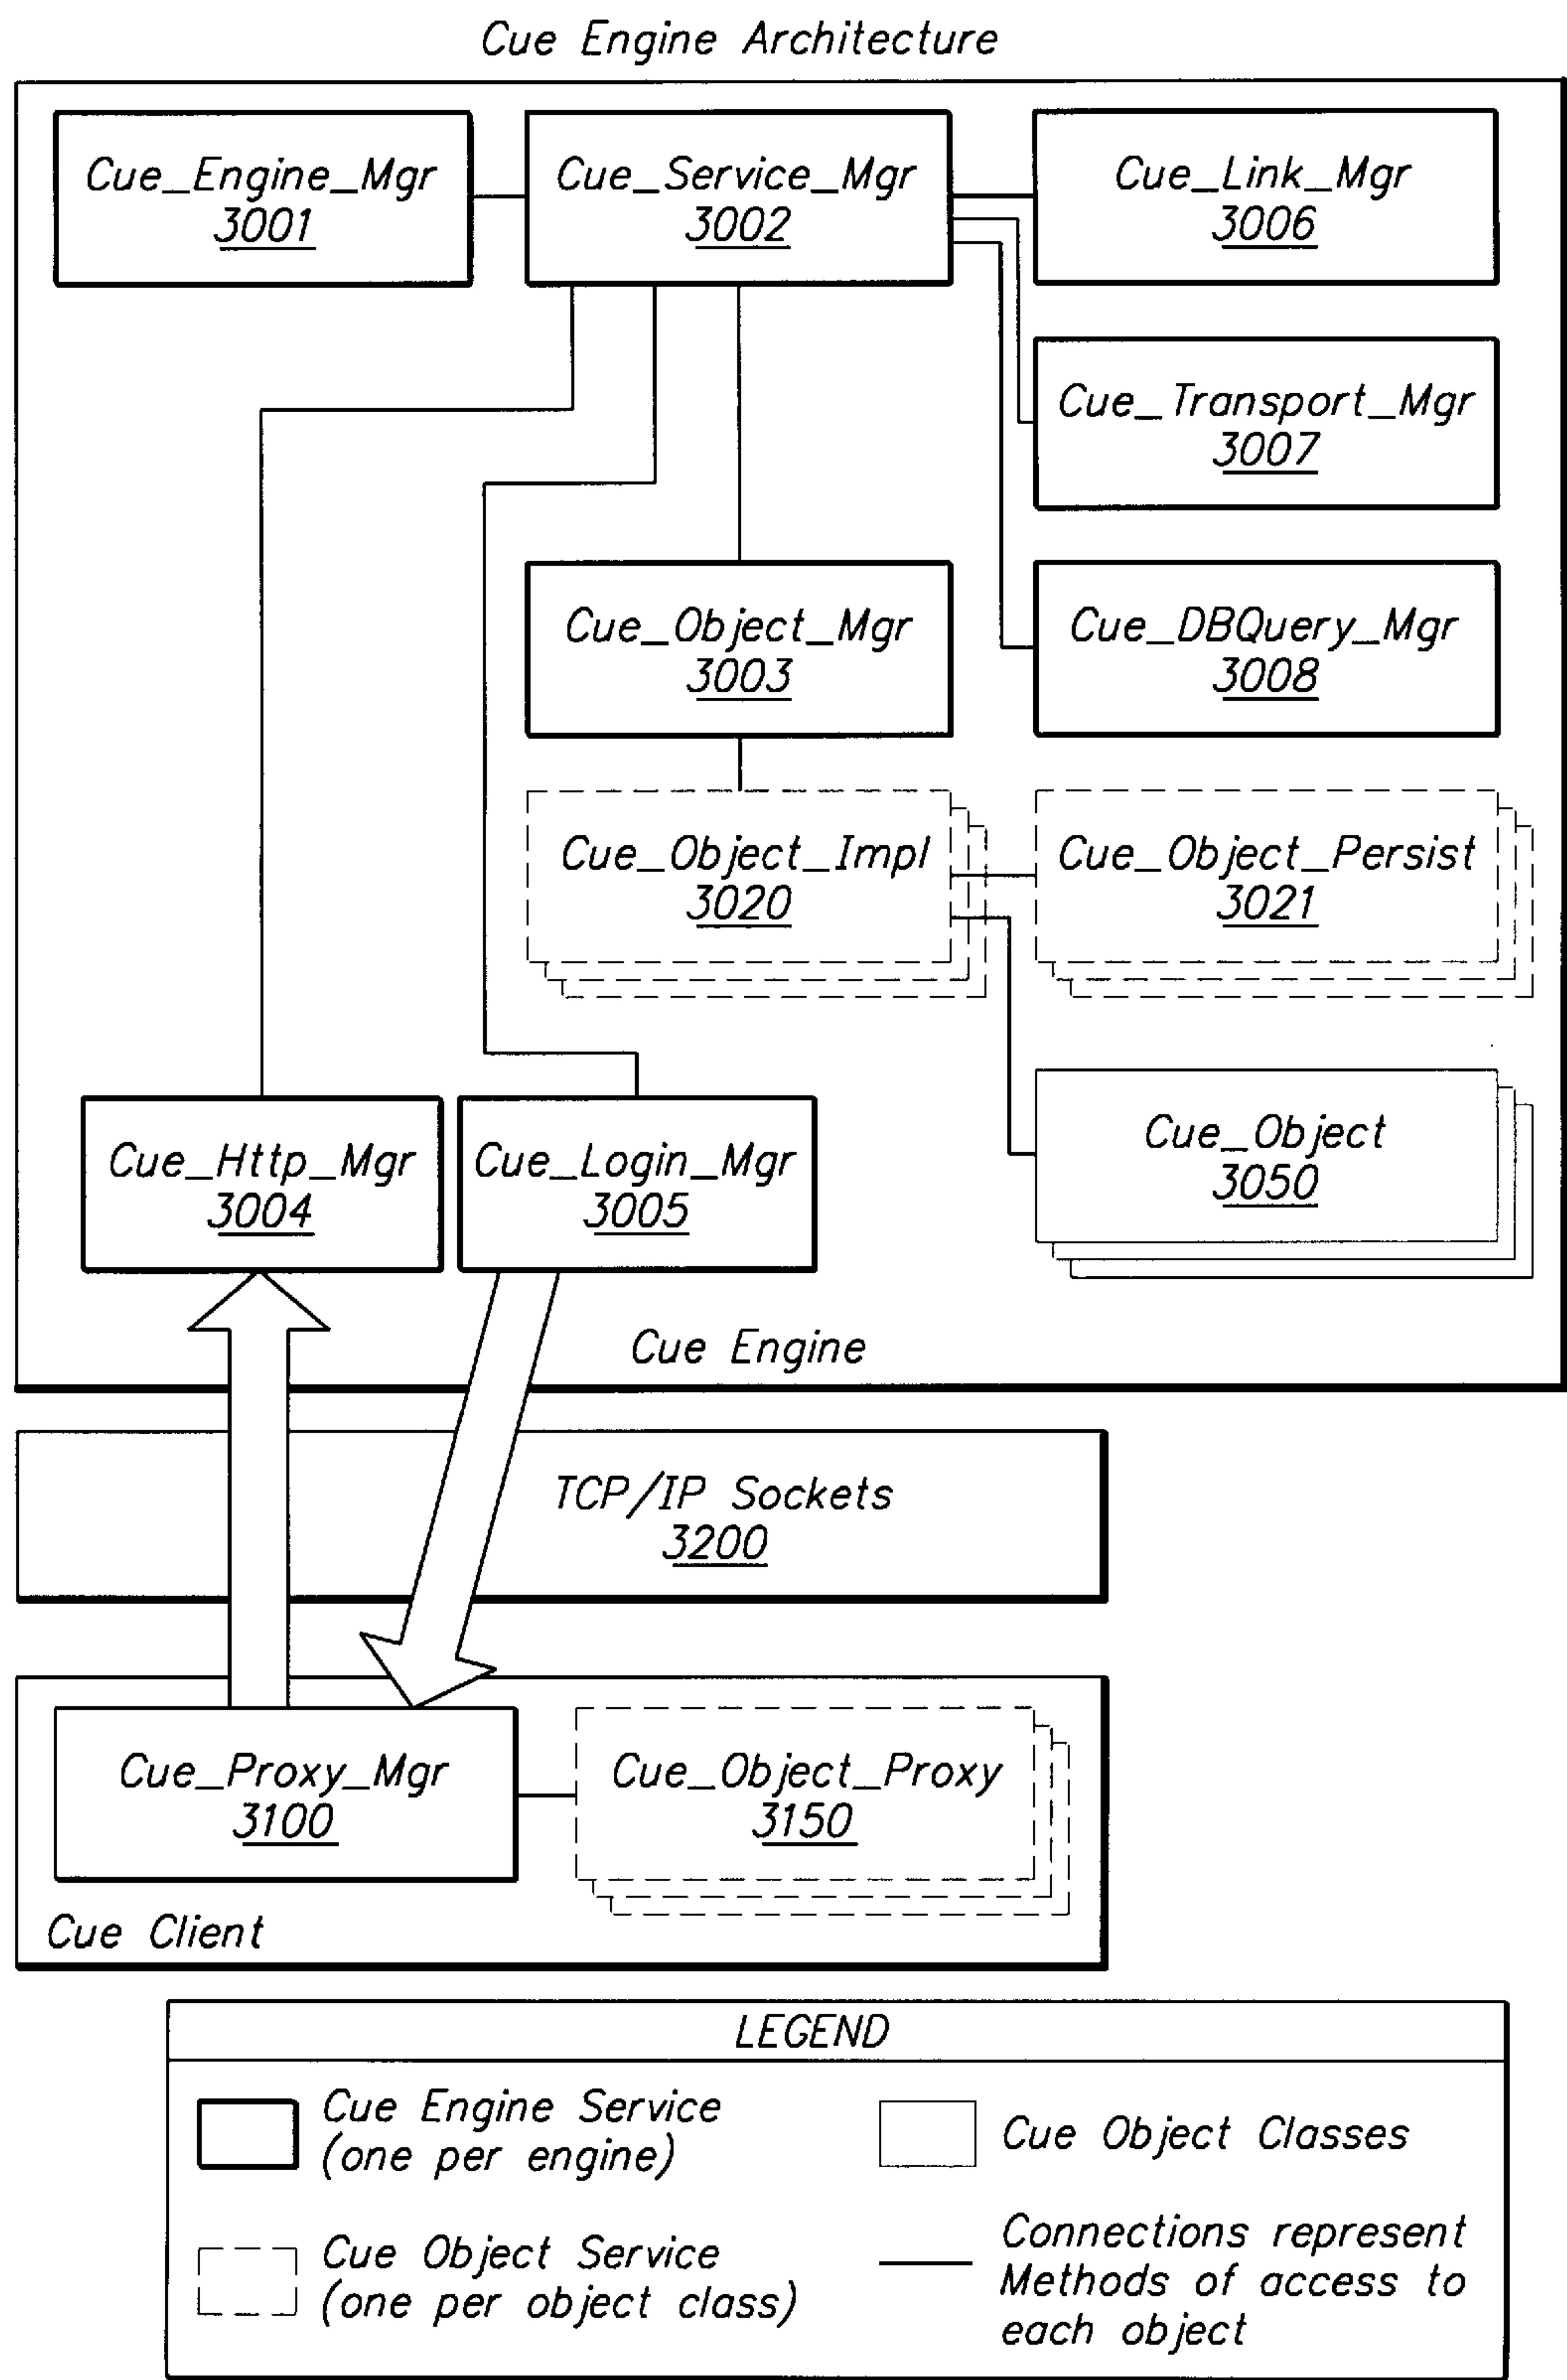 Cue Engine Architecture
Cue_Engine_Mgr
3001
Cue_Service_Mgr
3002
Cue_Link_Mgr
3006
Cue_Transport_Mgr
3007
Cue_Object_Mgr
3003
Cue_DBQuery_Mgr
3008
Cue_Object_Impl
3020
Cue_Object_Persist
3021
Cue_Object
3050
Cue_Http_Mgr
3004
Cue_Login_Mgr
3005
Cue Engine
TCP/IP Sockets
3200
Cue_Proxy_Mgr
3100
Cue_Object_Proxy
3150
Cue Client
LEGEND
Cue Engine Service
(one per engine)
Cue Object Classes
Cue Object Service
(one per object class)
Connections represent
Methods of access to
each object